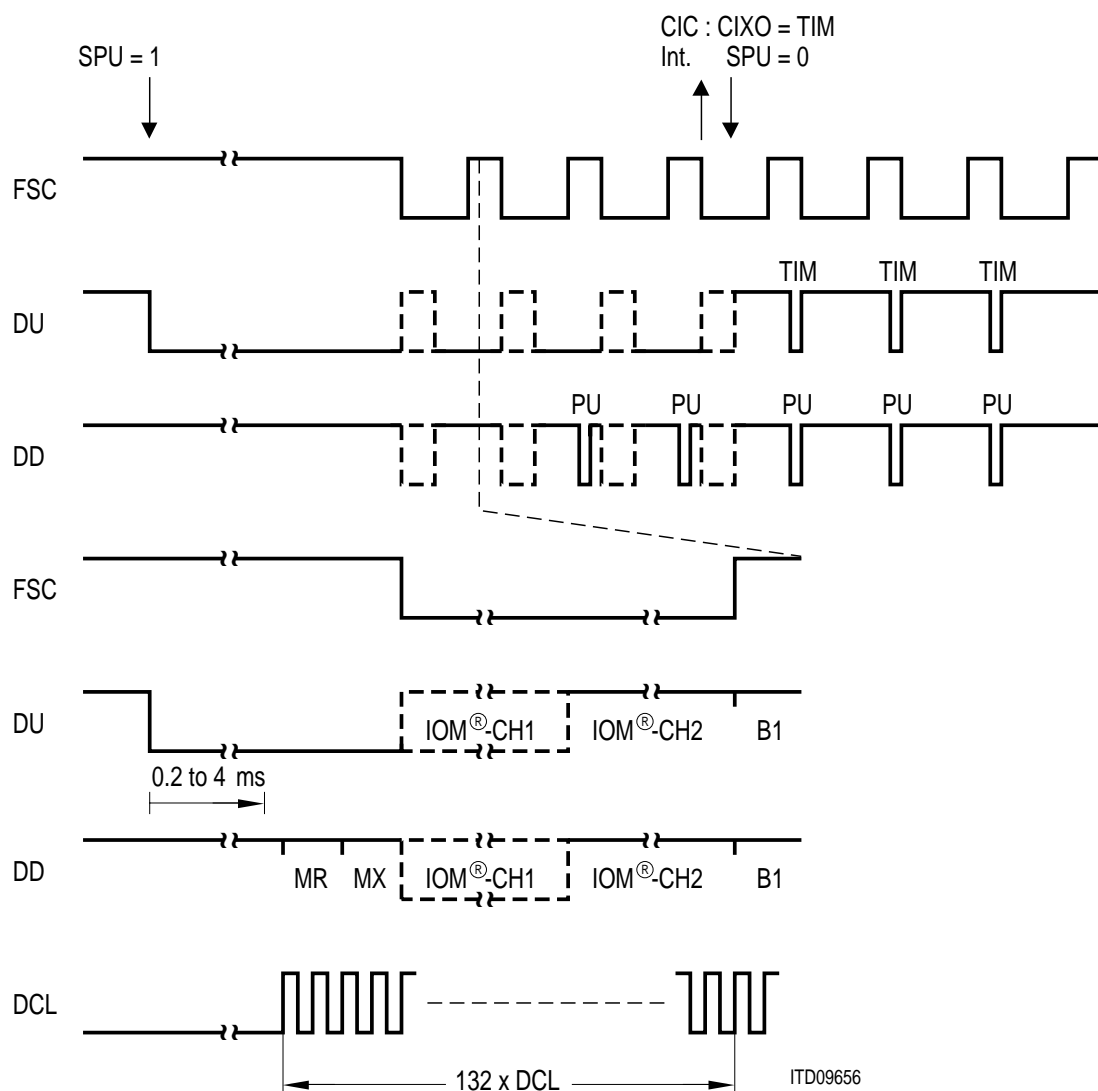 CIC : CIXO = TIM
SPU = 1
Int. SPU = 0
FSC
TIM TIM TIM
DU
PU PU PU PU PU
DD
FSC
DU
IOM®-CH1 IOM®-CH2 B1
0.2 to 4 ms
DD
MR MX IOM®-CH1 IOM®-CH2 B1
DCL
132 x DCL
ITD09656